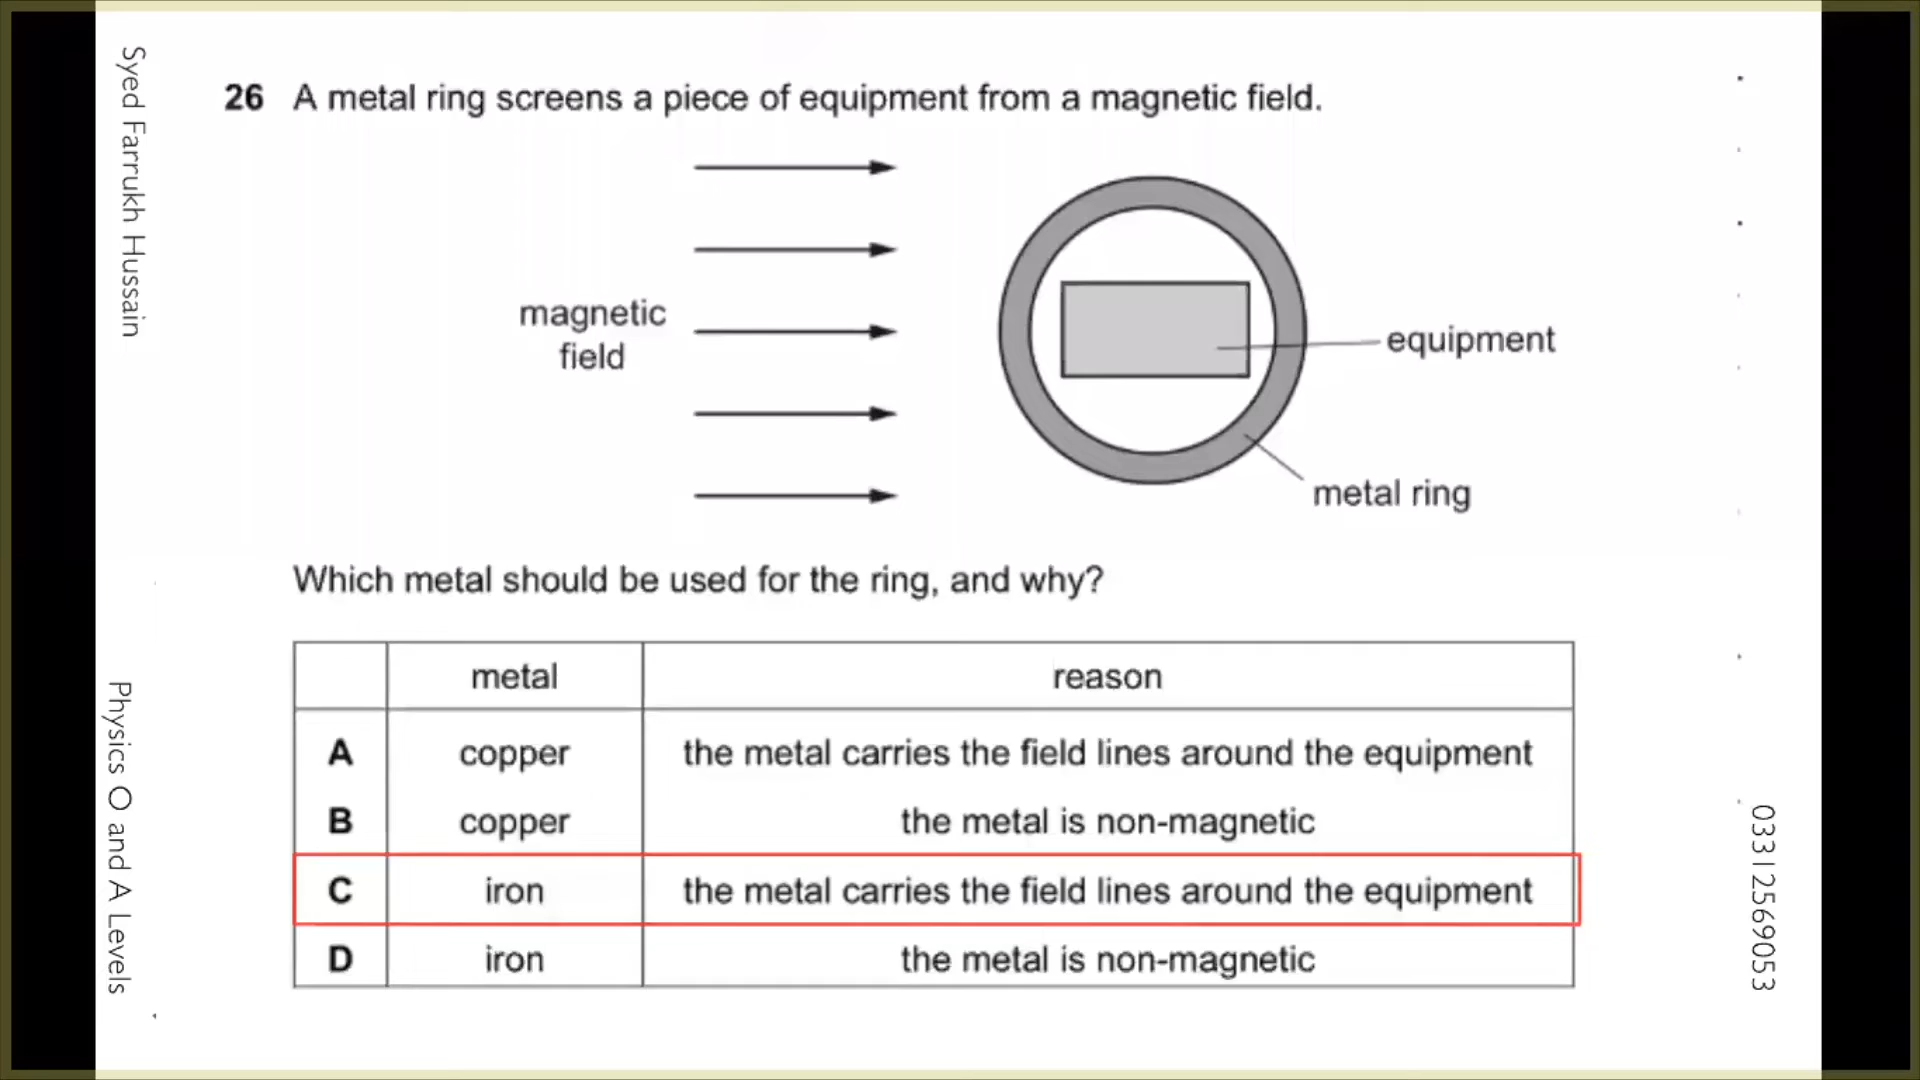 Syed Farrukh Hussain
26 A metal ring screens a piece of equipment from a magnetic field.
magnetic
field
equipment
metal ring
Which metal should be used for the ring, and why?
metal reason
A copper the metal carries the field lines around the equipment
B copper the metal is non-magnetic
C iron the metal carries the field lines around the equipment
D iron the metal is non-magnetic
Physics O and A Levels
03312569053